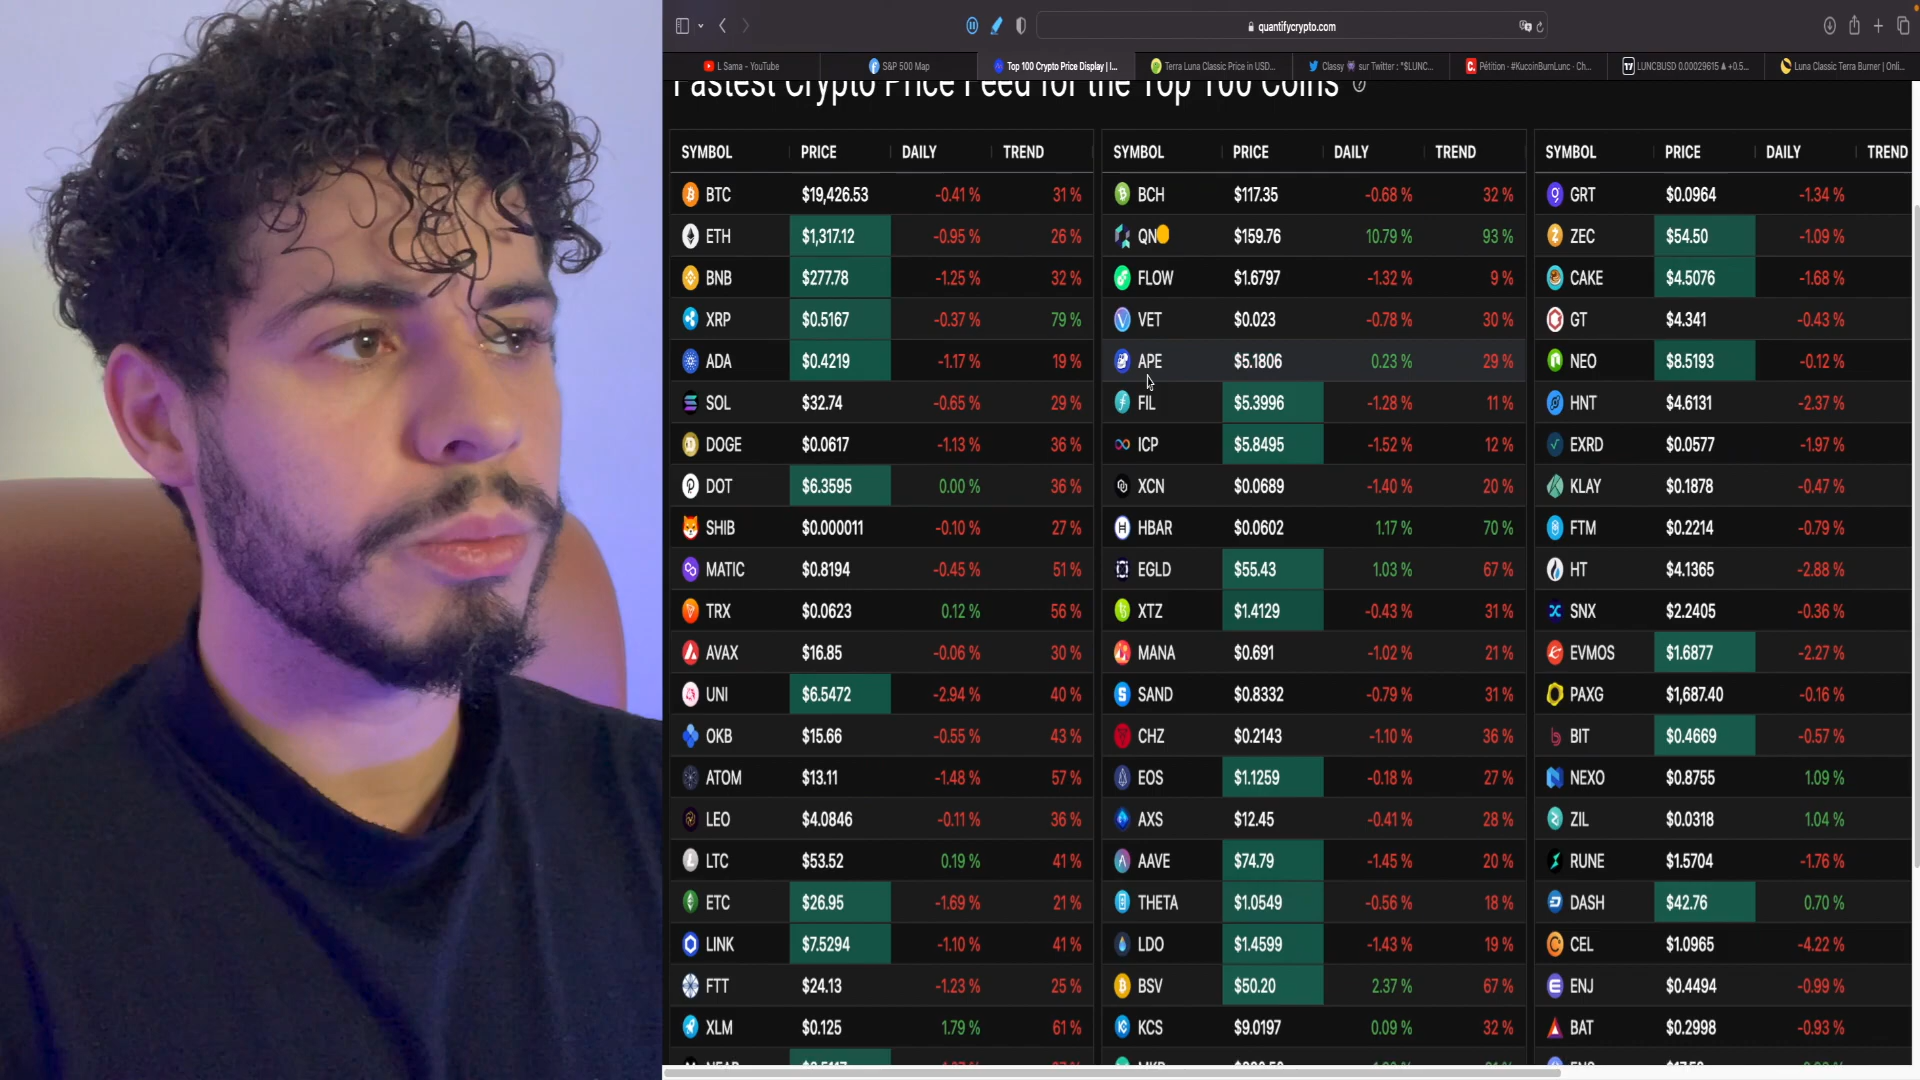 quantifycrypto.com
L Sama - YouTube
S&P 500 Map
Top 100 Crypto Price Display | I...
Terra Luna Classic Price in USD...
Classy 👾 sur Twitter : "$LUNC...
Pétition · #KucoinBurnLunc · Ch...
LUNCBUSD 0.00029615 ▲ +0.5...
Luna Classic Terra Burner | Onli...
Fastest Crypto Price Feed for the Top 100 Coins
SYMBOL PRICE DAILY TREND
BTC $19,426.53 -0.41 % 31 %
ETH $1,317.12 -0.95 % 26 %
BNB $277.78 -1.25 % 32 %
XRP $0.5167 -0.37 % 79 %
ADA $0.4219 -1.17 % 19 %
SOL $32.74 -0.65 % 29 %
DOGE $0.0617 -1.13 % 36 %
DOT $6.3595 0.00 % 36 %
SHIB $0.000011 -0.10 % 27 %
MATIC $0.8194 -0.45 % 51 %
TRX $0.0623 0.12 % 56 %
AVAX $16.85 -0.06 % 30 %
UNI $6.5472 -2.94 % 40 %
OKB $15.66 -0.55 % 43 %
ATOM $13.11 -1.48 % 57 %
LEO $4.0846 -0.11 % 36 %
LTC $53.52 0.19 % 41 %
ETC $26.95 -1.69 % 21 %
LINK $7.5294 -1.10 % 41 %
FTT $24.13 -1.23 % 25 %
XLM $0.125 1.79 % 61 %
SYMBOL PRICE DAILY TREND
BCH $117.35 -0.68 % 32 %
QN $159.76 10.79 % 93 %
FLOW $1.6797 -1.32 % 9 %
VET $0.023 -0.78 % 30 %
APE $5.1806 0.23 % 29 %
FIL $5.3996 -1.28 % 11 %
ICP $5.8495 -1.52 % 12 %
XCN $0.0689 -1.40 % 20 %
HBAR $0.0602 1.17 % 70 %
EGLD $55.43 1.03 % 67 %
XTZ $1.4129 -0.43 % 31 %
MANA $0.691 -1.02 % 21 %
SAND $0.8332 -0.79 % 31 %
CHZ $0.2143 -1.10 % 36 %
EOS $1.1259 -0.18 % 27 %
AXS $12.45 -0.41 % 28 %
AAVE $74.79 -1.45 % 20 %
THETA $1.0549 -0.56 % 18 %
LDO $1.4599 -1.43 % 19 %
BSV $50.20 2.37 % 67 %
KCS $9.0197 0.09 % 32 %
SYMBOL PRICE DAILY TREND
GRT $0.0964 -1.34 %
ZEC $54.50 -1.09 %
CAKE $4.5076 -1.68 %
GT $4.341 -0.43 %
NEO $8.5193 -0.12 %
HNT $4.6131 -2.37 %
EXRD $0.0577 -1.97 %
KLAY $0.1878 -0.47 %
FTM $0.2214 -0.79 %
HT $4.1365 -2.88 %
SNX $2.2405 -0.36 %
EVMOS $1.6877 -2.27 %
PAXG $1,687.40 -0.16 %
BIT $0.4669 -0.57 %
NEXO $0.8755 1.09 %
ZIL $0.0318 1.04 %
RUNE $1.5704 -1.76 %
DASH $42.76 0.70 %
CEL $1.0965 -4.22 %
ENJ $0.4494 -0.99 %
BAT $0.2998 -0.93 %